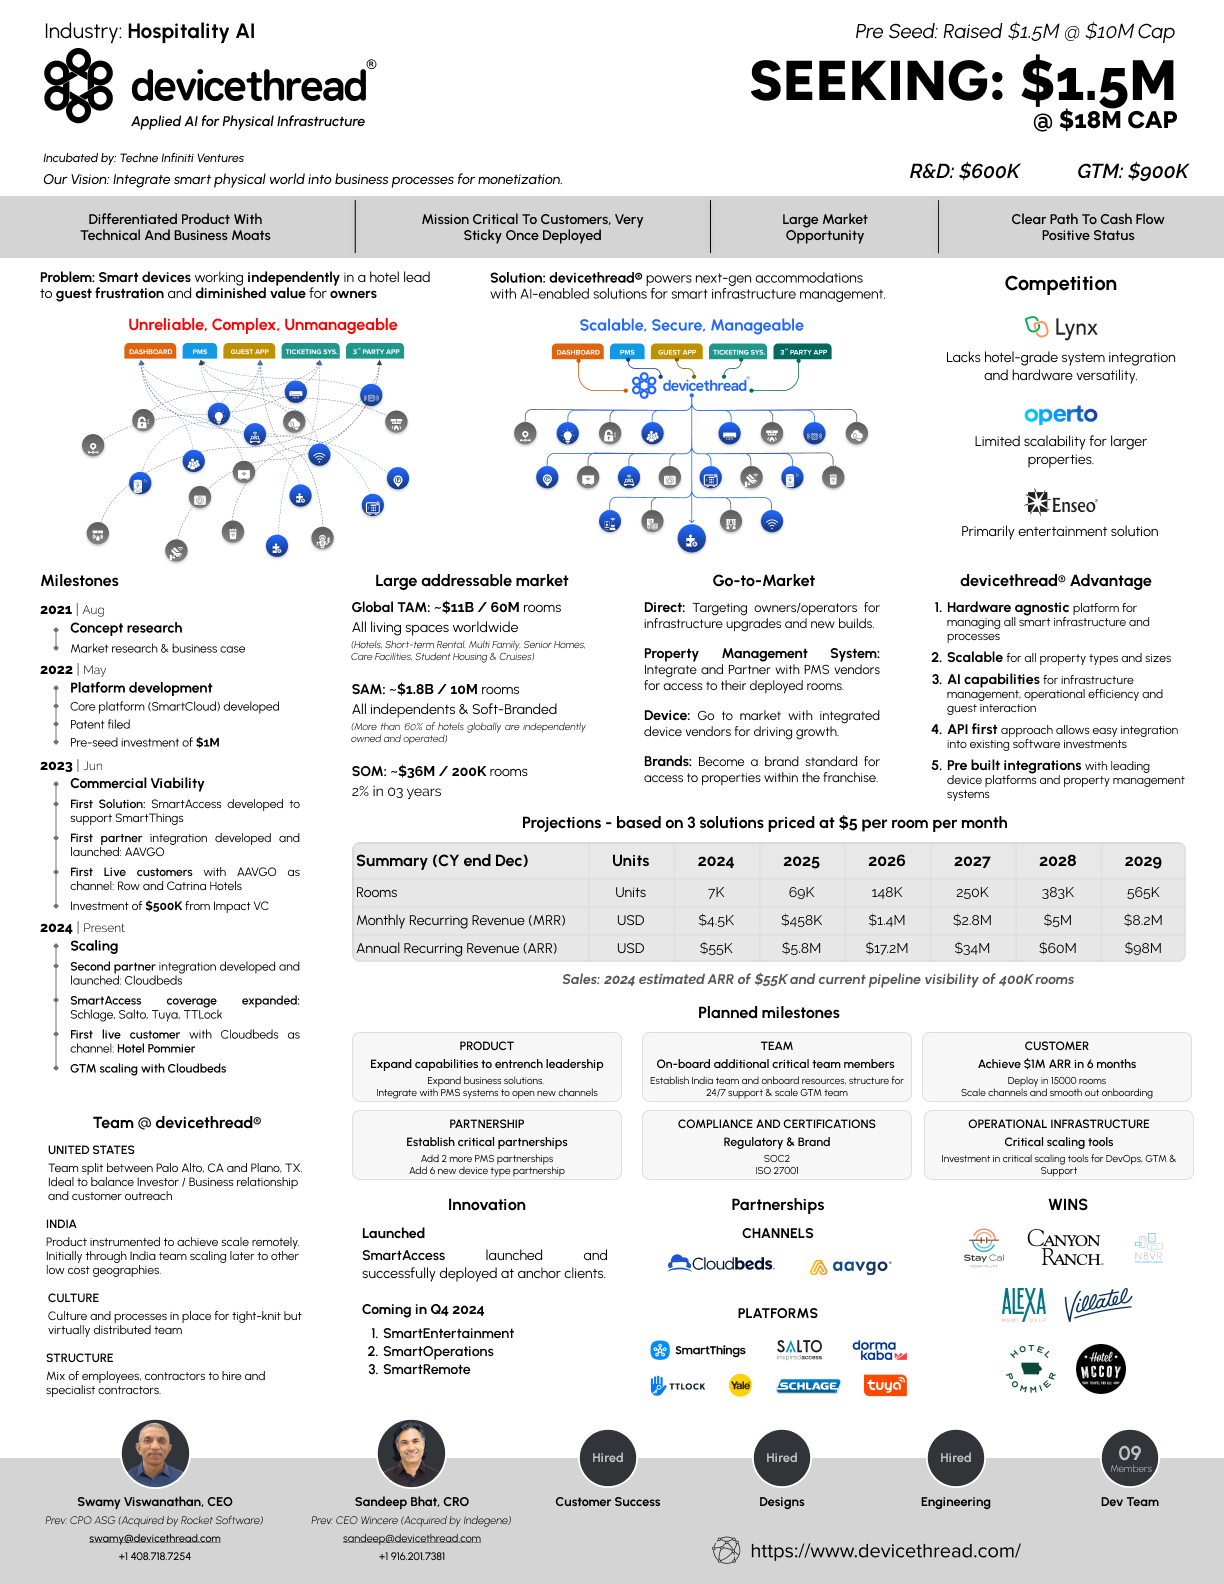 Industry: Hospitality AI
Pre Seed: Raised $1.5M @ $10M Cap
devicethread®
Applied AI for Physical Infrastructure
SEEKING: $1.5M
@ $18M CAP
Incubated by: Techne Infiniti Ventures
Our Vision: Integrate smart physical world into business processes for monetization.
R&D: $600K
GTM: $900K
Differentiated Product With
Technical And Business Moats
Mission Critical To Customers, Very
Sticky Once Deployed
Large Market
Opportunity
Clear Path To Cash Flow
Positive Status
Problem: Smart devices working independently in a hotel lead
to guest frustration and diminished value for owners
Unreliable, Complex, Unmanageable
DASHBOARD
PMS
GUEST APP
TICKETING SYS.
3RD PARTY APP
Solution: devicethread® powers next-gen accommodations
with AI-enabled solutions for smart infrastructure management.
Scalable, Secure, Manageable
DASHBOARD
PMS
GUEST APP
TICKETING SYS.
3RD PARTY APP
devicethread®
Competition
Lynx
Lacks hotel-grade system integration
and hardware versatility.
operto
Limited scalability for larger
properties.
Enseo®
Primarily entertainment solution
Milestones
2021 | Aug
Concept research
Market research & business case
2022 | May
Platform development
Core platform (SmartCloud) developed
Patent filed
Pre-seed investment of $1M
2023 | Jun
Commercial Viability
First Solution: SmartAccess developed to
support SmartThings
First partner integration developed and
launched: AAVGO
First Live customers with AAVGO as
channel: Row and Catrina Hotels
Investment of $500K from Impact VC
2024 | Present
Scaling
Second partner integration developed and
launched: Cloudbeds
SmartAccess coverage expanded:
Schlage, Salto, Tuya, TTLock
First live customer with Cloudbeds as
channel: Hotel Pommier
GTM scaling with Cloudbeds
Large addressable market
Global TAM: ~$11B / 60M rooms
All living spaces worldwide
(Hotels, Short-term Rental, Multi Family, Senior Homes,
Care Facilities, Student Housing & Cruises)
SAM: ~$1.8B / 10M rooms
All independents & Soft-Branded
(More than 60% of hotels globally are independently
owned and operated)
SOM: ~$36M / 200K rooms
2% in 03 years
Go-to-Market
Direct: Targeting owners/operators for
infrastructure upgrades and new builds.
Property Management System:
Integrate and Partner with PMS vendors
for access to their deployed rooms.
Device: Go to market with integrated
device vendors for driving growth.
Brands: Become a brand standard for
access to properties within the franchise.
devicethread® Advantage
1. Hardware agnostic platform for
managing all smart infrastructure and
processes
2. Scalable for all property types and sizes
3. AI capabilities for infrastructure
management, operational efficiency and
guest interaction
4. API first approach allows easy integration
into existing software investments
5. Pre built integrations with leading
device platforms and property management
systems
Projections - based on 3 solutions priced at $5 per room per month
Summary (CY end Dec) Units 2024 2025 2026 2027 2028 2029
Rooms Units 7K 69K 148K 250K 383K 565K
Monthly Recurring Revenue (MRR) USD $4.5K $458K $1.4M $2.8M $5M $8.2M
Annual Recurring Revenue (ARR) USD $55K $5.8M $17.2M $34M $60M $98M
Sales: 2024 estimated ARR of $55K and current pipeline visibility of 400K rooms
Planned milestones
PRODUCT
Expand capabilities to entrench leadership
Expand business solutions.
Integrate with PMS systems to open new channels
TEAM
On-board additional critical team members
Establish India team and onboard resources, structure for
24/7 support & scale GTM team
CUSTOMER
Achieve $1M ARR in 6 months
Deploy in 15000 rooms
Scale channels and smooth out onboarding
PARTNERSHIP
Establish critical partnerships
Add 2 more PMS partnerships
Add 6 new device type partnership
COMPLIANCE AND CERTIFICATIONS
Regulatory & Brand
SOC2
ISO 27001
OPERATIONAL INFRASTRUCTURE
Critical scaling tools
Investment in critical scaling tools for DevOps, GTM &
Support
Team @ devicethread®
UNITED STATES
Team split between Palo Alto, CA and Plano, TX.
Ideal to balance Investor / Business relationship
and customer outreach
INDIA
Product instrumented to achieve scale remotely.
Initially through India team scaling later to other
low cost geographies.
CULTURE
Culture and processes in place for tight-knit but
virtually distributed team
STRUCTURE
Mix of employees, contractors to hire and
specialist contractors.
Innovation
Launched
SmartAccess launched and
successfully deployed at anchor clients.
Coming in Q4 2024
1. SmartEntertainment
2. SmartOperations
3. SmartRemote
Partnerships
CHANNELS
Cloudbeds
aavgo
PLATFORMS
SmartThings
SALTO
inspiredaccess
dorma
kaba
TTLOCK
Yale
SCHLAGE
tuya
WINS
Stay Cal
CANYON
RANCH
NBVR
ALEXA
MGMT DVLP
Villatel
HOTEL
POMMIER
Hotel
MCCOY
Swamy Viswanathan, CEO
Prev: CPO ASG (Acquired by Rocket Software)
swamy@devicethread.com
+1 408.718.7254
Sandeep Bhat, CRO
Prev: CEO Wincere (Acquired by Indegene)
sandeep@devicethread.com
+1 916.201.7381
Hired
Customer Success
Hired
Designs
Hired
Engineering
09
Members
Dev Team
https://www.devicethread.com/